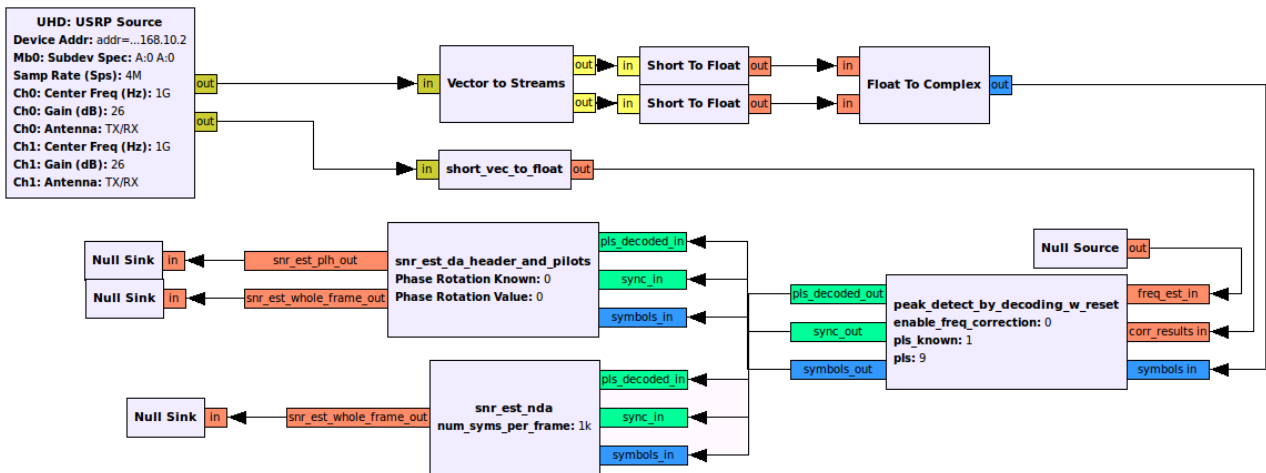 UHD: USRP Source
Device Addr: addr=...168.10.2
Mb0: Subdev Spec: A:0 A:0
Samp Rate (Sps): 4M
Ch0: Center Freq (Hz): 1G
Ch0: Gain (dB): 26
Ch0: Antenna: TX/RX
Ch1: Center Freq (Hz): 1G
Ch1: Gain (dB): 26
Ch1: Antenna: TX/RX
out
out
in
Vector to Streams
out
out
in
Short To Float
out
in
Short To Float
out
in
in
Float To Complex
out
in
short_vec_to_float
out
Null Source
out
Null Sink
in
Null Sink
in
snr_est_plh_out
snr_est_whole_frame_out
snr_est_da_header_and_pilots
Phase Rotation Known: 0
Phase Rotation Value: 0
pls_decoded_in
sync_in
symbols_in
pls_decoded_out
sync_out
symbols_out
peak_detect_by_decoding_w_reset
enable_freq_correction: 0
pls_known: 1
pls: 9
freq_est_in
corr_results in
symbols in
Null Sink
in
snr_est_whole_frame_out
snr_est_nda
num_syms_per_frame: 1k
pls_decoded_in
sync_in
symbols_in